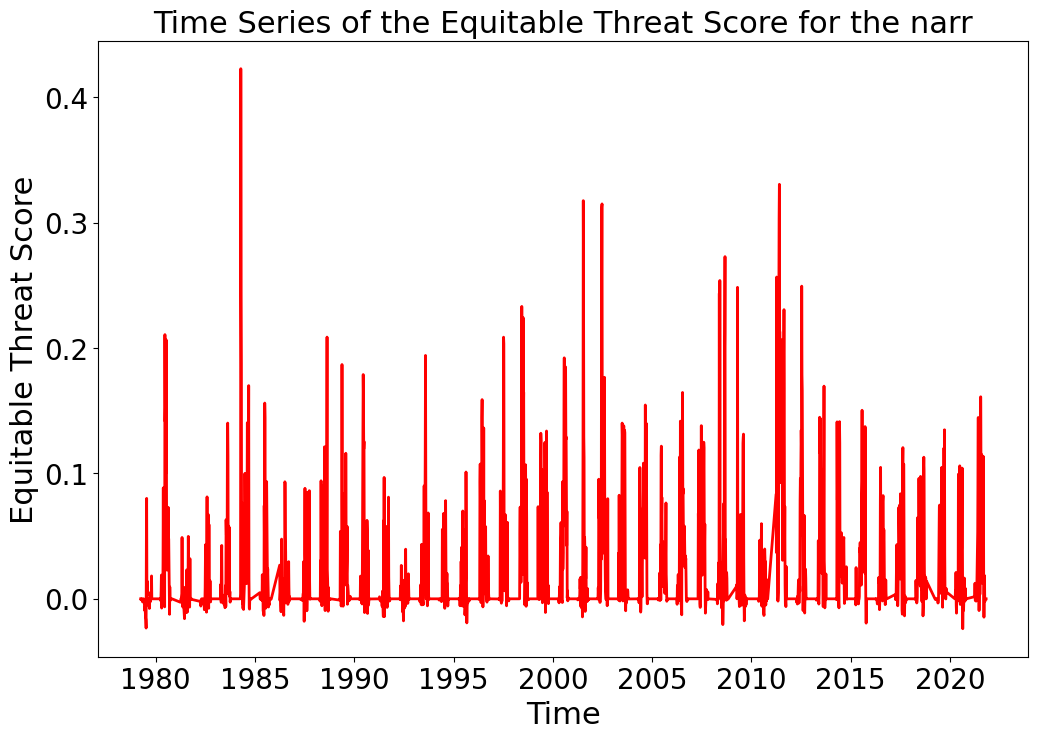 Time Series of the Equitable Threat Score for the narr
Equitable Threat Score
0.4
0.3
0.2
0.1
0.0
1980 1985 1990 1995 2000 2005 2010 2015 2020
Time